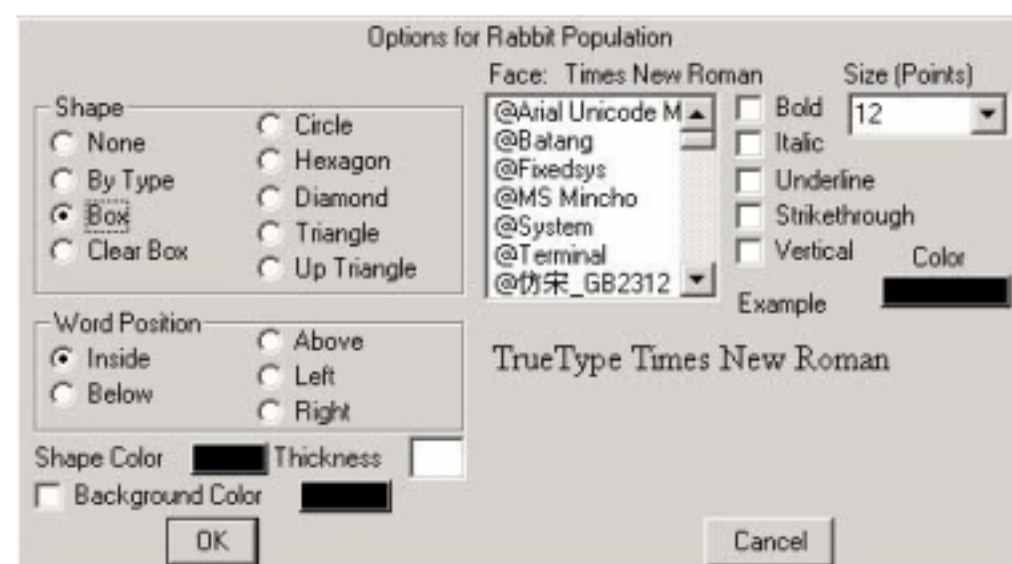 Options for Rabbit Population
Face: Times New Roman
Size (Points)
Shape
None
By Type
Box
Clear Box
Circle
Hexagon
Diamond
Triangle
Up Triangle
@Arial Unicode M
@Batang
@Fixedsys
@MS Mincho
@System
@Terminal
@仿宋_GB2312
Bold
Italic
Underline
Strikethrough
Vertical
12
Color
Example
TrueType Times New Roman
Word Position
Inside
Below
Above
Left
Right
Shape Color
Thickness
Background Color
OK
Cancel